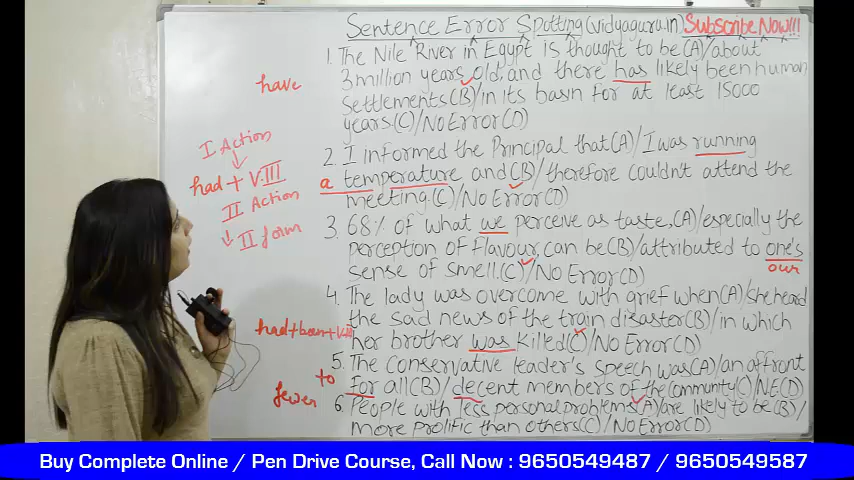 Sentence Error Spotting (vidyaguru.in) Subscribe Now!!!
1. The Nile River in Egypt is thought to be(A)/about
3 million years old, and there has likely been human
settlements(B)/in its basin for at least 15000
years.(C)/No Error(D)
have
2. I informed the Principal that(A)/I was running
a temperature and(B)/therefore couldn't attend the
meeting.(C)/No Error(D)
I Action
had + V.III
II Action
II form
3. 68% of what we perceive as taste,(A)/especially the
perception of flavour, can be(B)/attributed to one's
our
sense of smell.(C)/No Error(D)
4. The lady was overcome with grief when(A)/she heard
the sad news of the train disaster(B)/in which
her brother was killed(C)/No Error(D)
had+been+V.III
5. The Conservative leader's speech was(A)/an affront
to
for all(B)/decent members of the community(C)/NE(D)
fewer
6. People with less personal problems(A)/are likely to be(B)/
more prolific than others(C)/No Error(D)
Buy Complete Online / Pen Drive Course, Call Now : 9650549487 / 9650549587